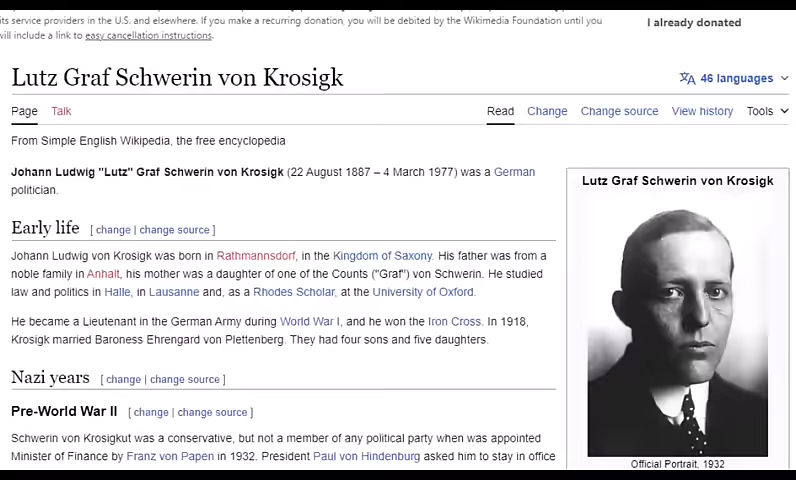 its service providers in the U.S. and elsewhere. If you make a recurring donation, you will be debited by the Wikimedia Foundation until you
will include a link to easy cancellation instructions.
I already donated
Lutz Graf Schwerin von Krosigk
46 languages
Page Talk
Read Change Change source View history Tools
From Simple English Wikipedia, the free encyclopedia
Johann Ludwig "Lutz" Graf Schwerin von Krosigk (22 August 1887 – 4 March 1977) was a German
politician.
Early life [ change | change source ]
Johann Ludwig von Krosigk was born in Rathmannsdorf, in the Kingdom of Saxony. His father was from a
noble family in Anhalt, his mother was a daughter of one of the Counts ("Graf") von Schwerin. He studied
law and politics in Halle, in Lausanne and, as a Rhodes Scholar, at the University of Oxford.
He became a Lieutenant in the German Army during World War I, and he won the Iron Cross. In 1918,
Krosigk married Baroness Ehrengard von Plettenberg. They had four sons and five daughters.
Nazi years [ change | change source ]
Pre-World War II [ change | change source ]
Schwerin von Krosigkut was a conservative, but not a member of any political party when was appointed
Minister of Finance by Franz von Papen in 1932. President Paul von Hindenburg asked him to stay in office
Lutz Graf Schwerin von Krosigk
Official Portrait, 1932